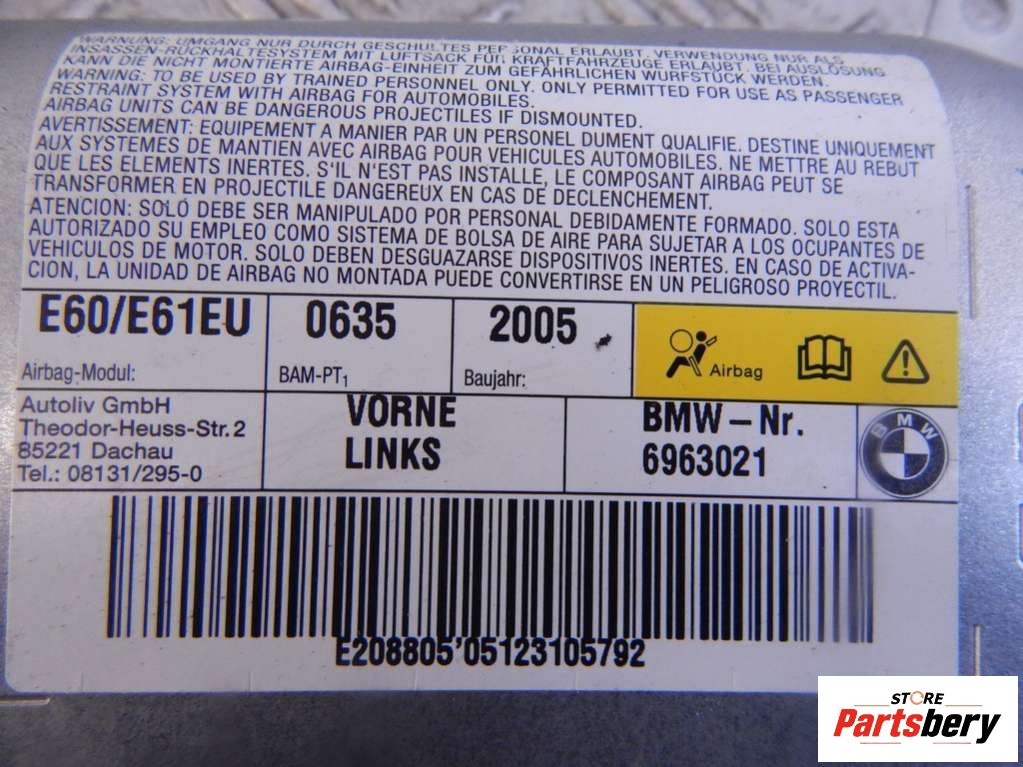 WARNUNG: UMGANG NUR DURCH GESCHULTES PERSONAL ERLAUBT. VERWENDUNG NUR ALS
INSASSEN-RÜCKHALTESYSTEM MIT LUFTSACK FÜR KRAFTFAHRZEUGE ERLAUBT. BEI AUSLÖSUNG
KANN DIE NICHT MONTIERTE AIRBAG-EINHEIT ZUM GEFÄHRLICHEN WURFSTÜCK WERDEN.
WARNING: TO BE USED BY TRAINED PERSONNEL ONLY. ONLY PERMITTED FOR USE AS PASSENGER
RESTRAINT SYSTEM WITH AIRBAG FOR AUTOMOBILES.
AIRBAG UNITS CAN BE DANGEROUS PROJECTILES IF DISMOUNTED.
AVERTISSEMENT: EQUIPEMENT A MANIER PAR UN PERSONEL DUMENT QUALIFIE. DESTINE UNIQUEMENT
AUX SYSTEMES DE MANTIEN AVEC AIRBAG POUR VEHICULES AUTOMOBILES. NE METTRE AU REBUT
QUE LES ELEMENTS INERTES. S'IL N'EST PAS INSTALLE, LE COMPOSANT AIRBAG PEUT SE
TRANSFORMER EN PROJECTILE DANGEREUX EN CAS DE DECLENCHEMENT.
ATENCION: SOLO DEBE SER MANIPULADO POR PERSONAL DEBIDAMENTE FORMADO. SOLO ESTA
AUTORIZADO SU EMPLEO COMO SISTEMA DE BOLSA DE AIRE PARA SUJETAR A LOS OCUPANTES DE
VEHICULOS DE MOTOR. SOLO DEBEN DESGUAZARSE DISPOSITIVOS INERTES. EN CASO DE ACTIVA-
CION, LA UNIDAD DE AIRBAG NO MONTADA PUEDE CONVERTIRSE EN UN PELIGROSO PROYECTIL.
E60/E61EU 0635 2005
Airbag-Modul: BAM-PT1 Baujahr: Airbag
Autoliv GmbH
Theodor-Heuss-Str. 2
85221 Dachau
Tel.: 08131/295-0
VORNE
LINKS
BMW-Nr.
6963021
BMW
E208805'05123105792
STORE
Partsbery